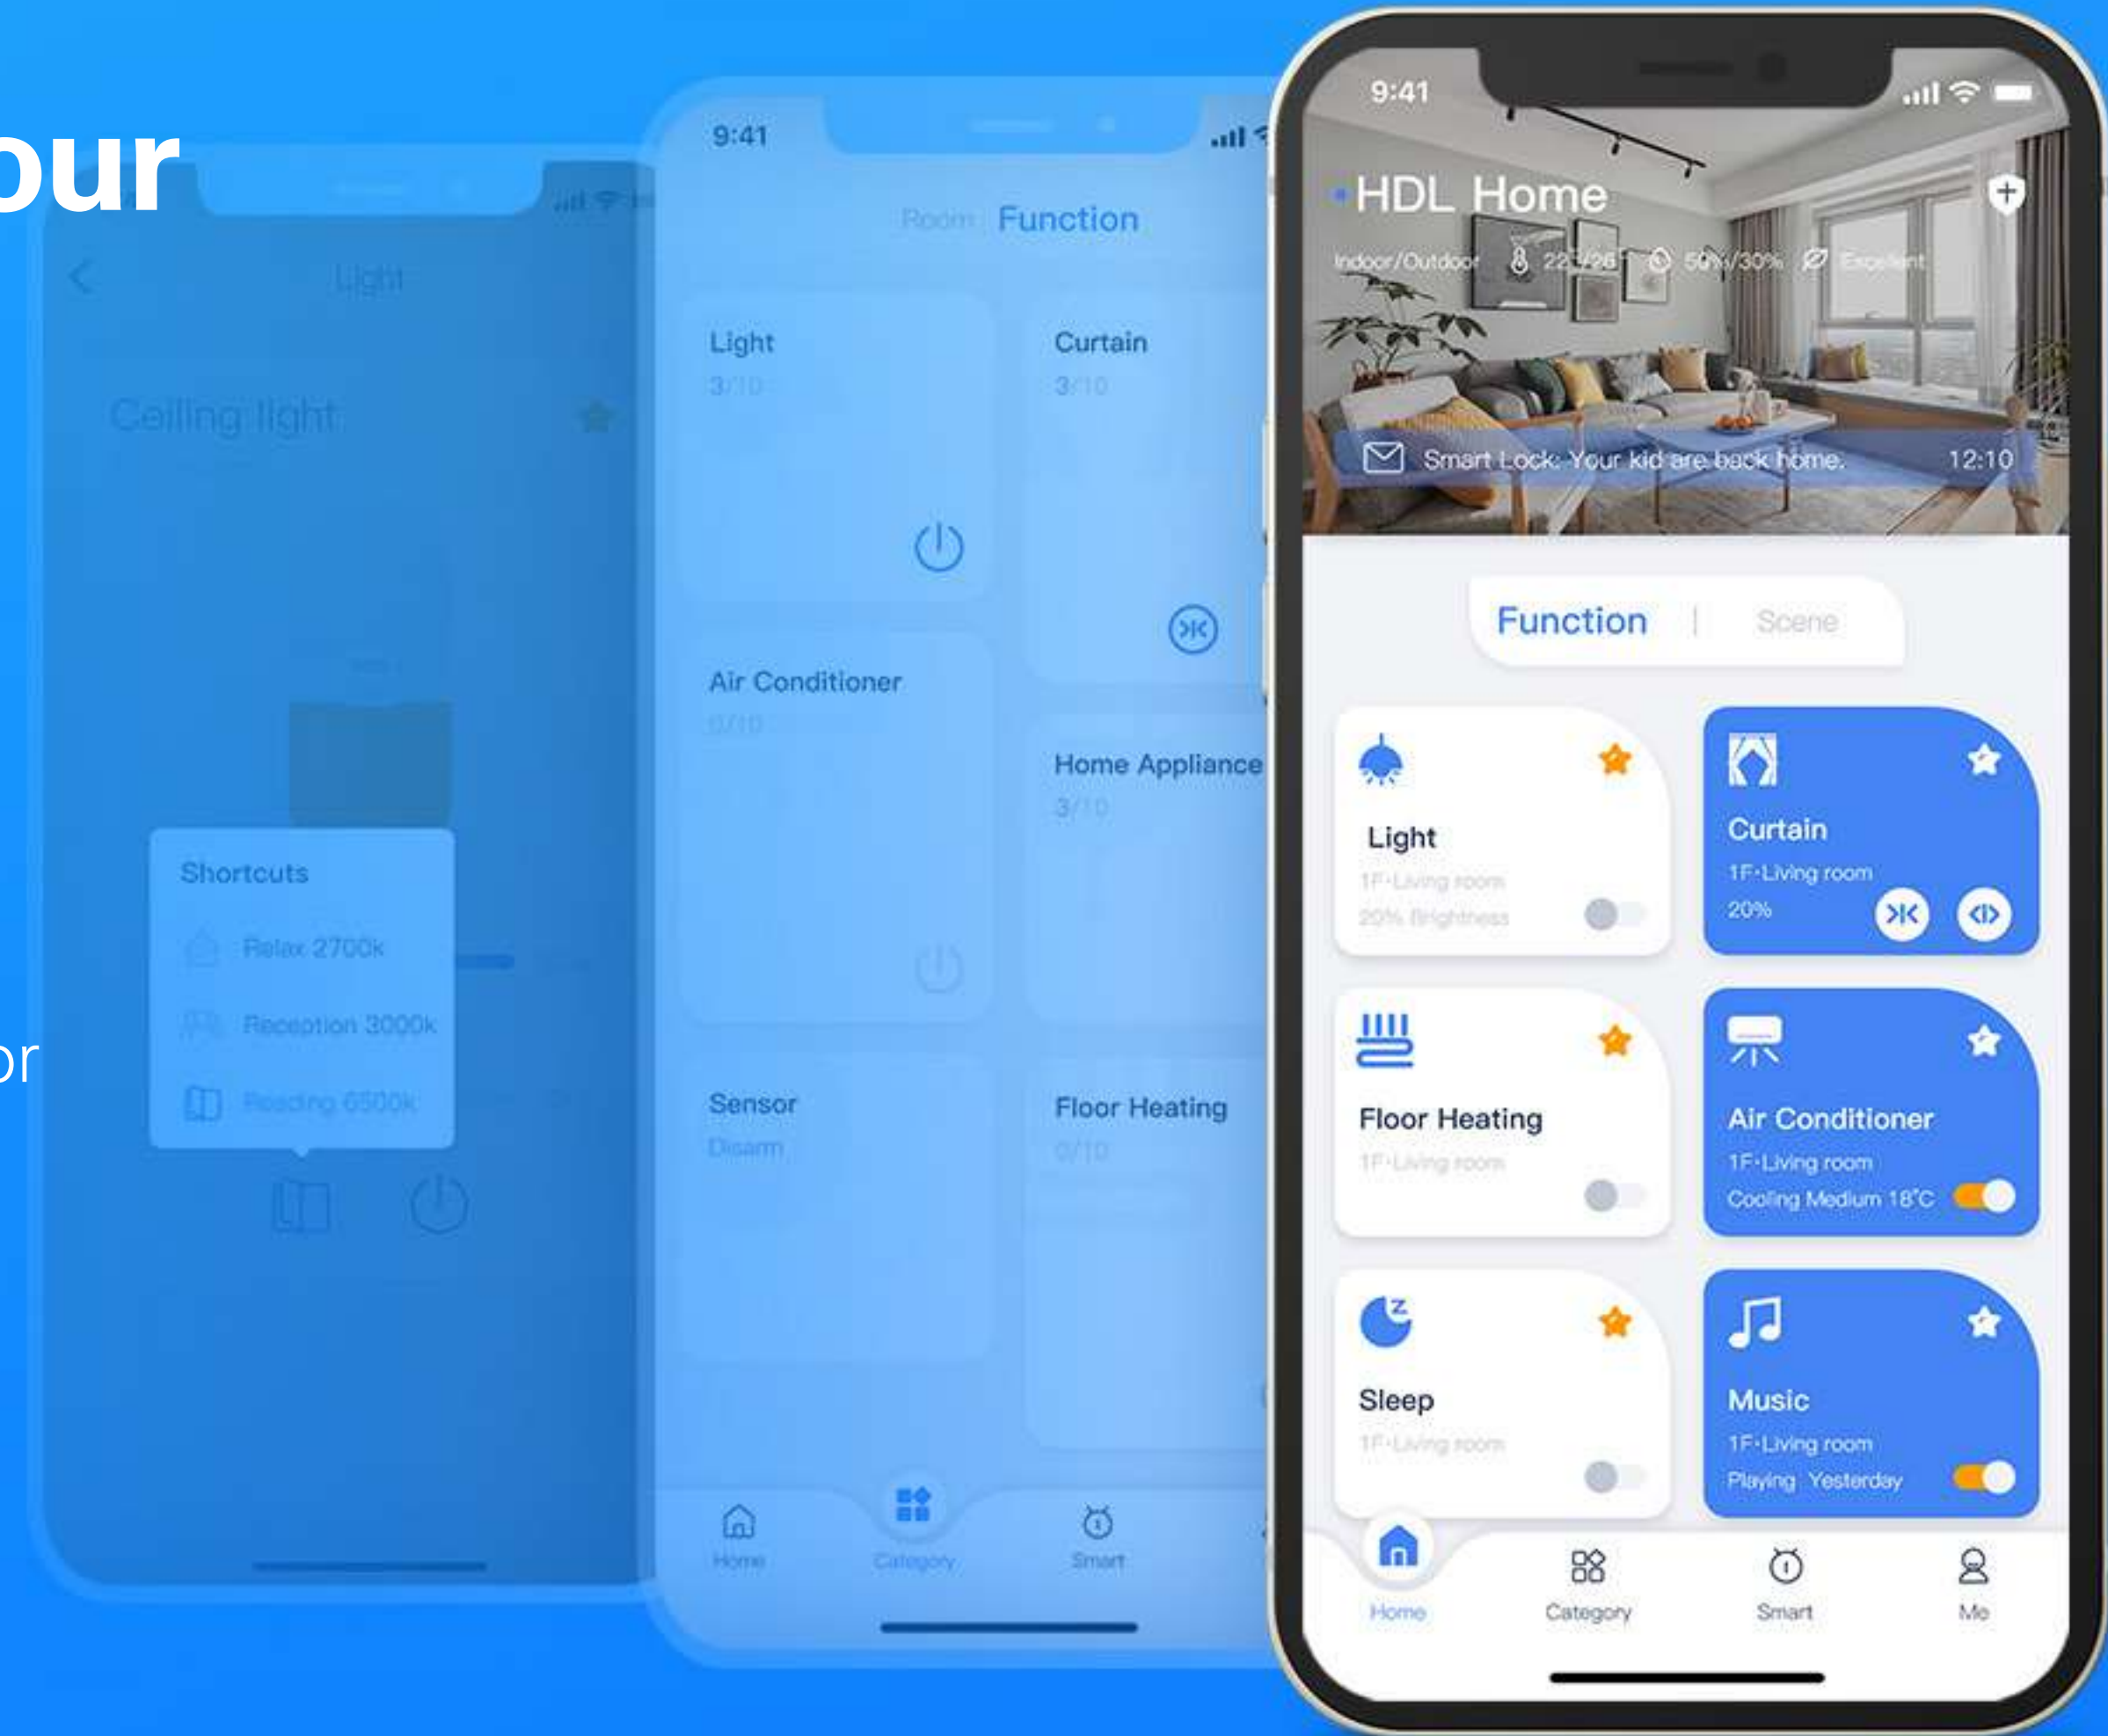 our
or
Light
Ceiling light
Shortcuts
Relax 2700k
Reception 3000k
Reading 6500k
9:41
Room Function
Light
3/10
Curtain
3/10
Air Conditioner
0/10
Home Appliance
3/10
Sensor
Disarm
Floor Heating
0/10
Home Category Smart
9:41
HDL Home
Indoor/Outdoor 22°/26° 50%/30% Excellent
Smart Lock: Your kid are back home. 12:10
Function | Scene
Light
1F·Living room
20% Brightness
Curtain
1F·Living room
20%
Floor Heating
1F·Living room
Air Conditioner
1F·Living room
Cooling Medium 18°C
Sleep
1F·Living room
Music
1F·Living room
Playing Yesterday
Home Category Smart Me